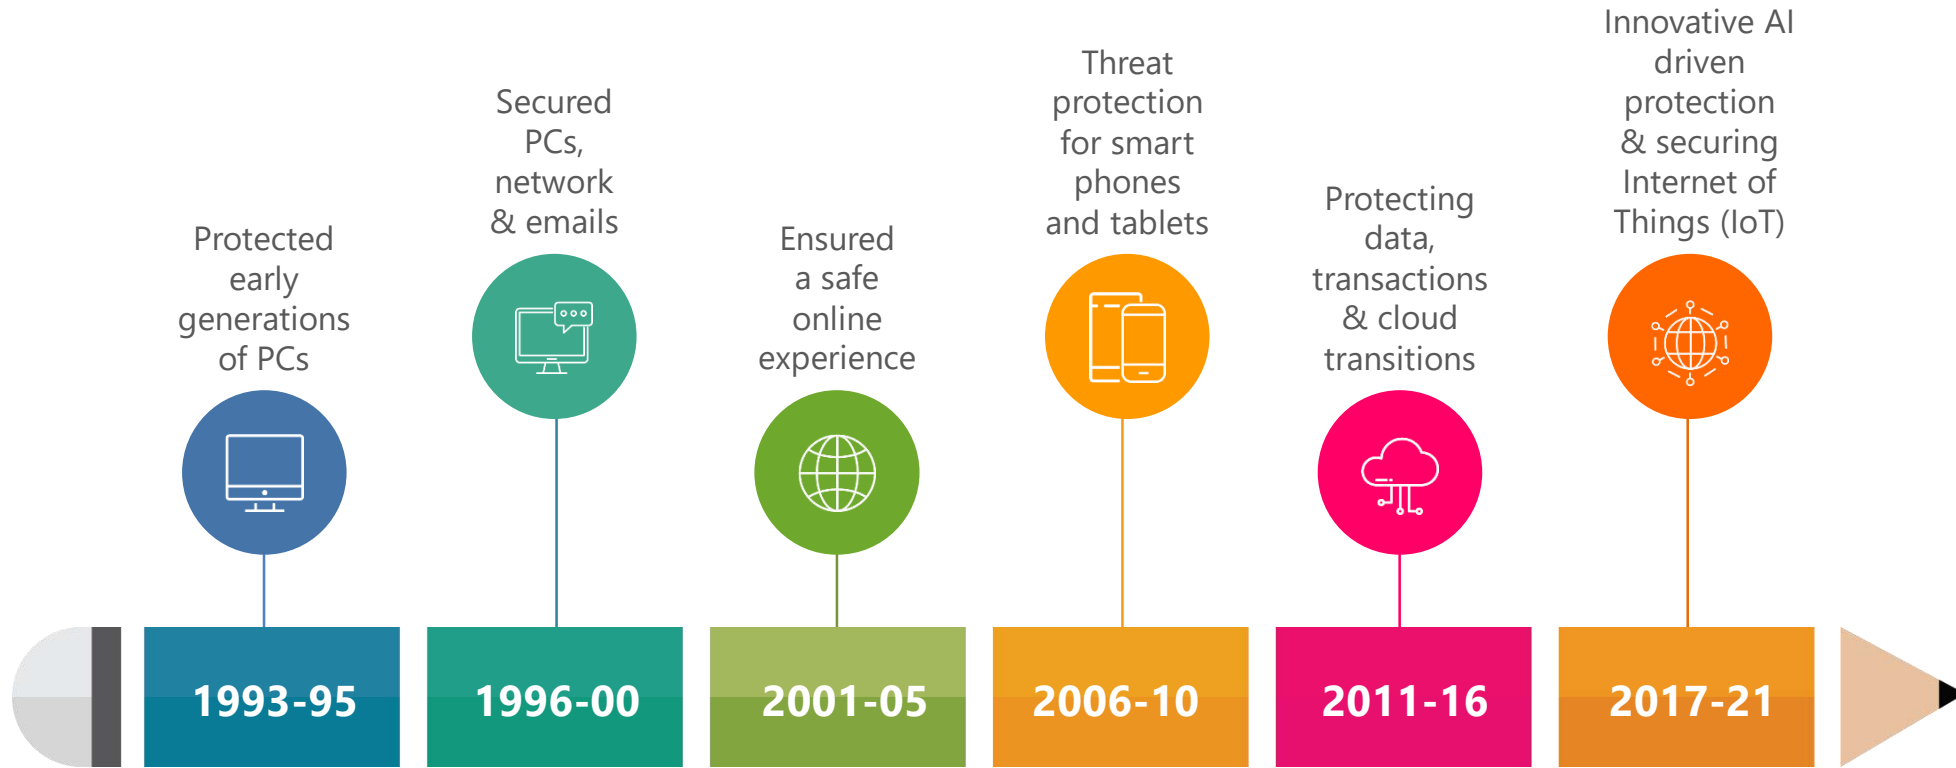 Protected
early
generations
of PCs
Secured
PCs,
network
& emails
Ensured
a safe
online
experience
Threat
protection
for smart
phones
and tablets
Protecting
data,
transactions
& cloud
transitions
Innovative AI
driven
protection
& securing
Internet of
Things (IoT)
1993-95
1996-00
2001-05
2006-10
2011-16
2017-21